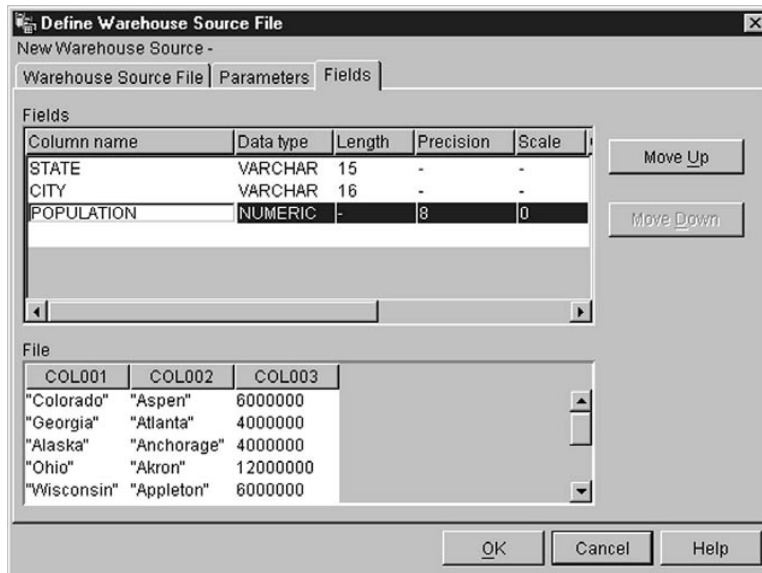 Define Warehouse Source File
New Warehouse Source -
Warehouse Source File Parameters Fields
Fields
Column name Data type Length Precision Scale
STATE VARCHAR 15 - -
CITY VARCHAR 16 - -
POPULATION NUMERIC - 8 0
Move Up
Move Down
File
COL001 COL002 COL003
"Colorado" "Aspen" 6000000
"Georgia" "Atlanta" 4000000
"Alaska" "Anchorage" 4000000
"Ohio" "Akron" 12000000
"Wisconsin" "Appleton" 6000000
OK Cancel Help